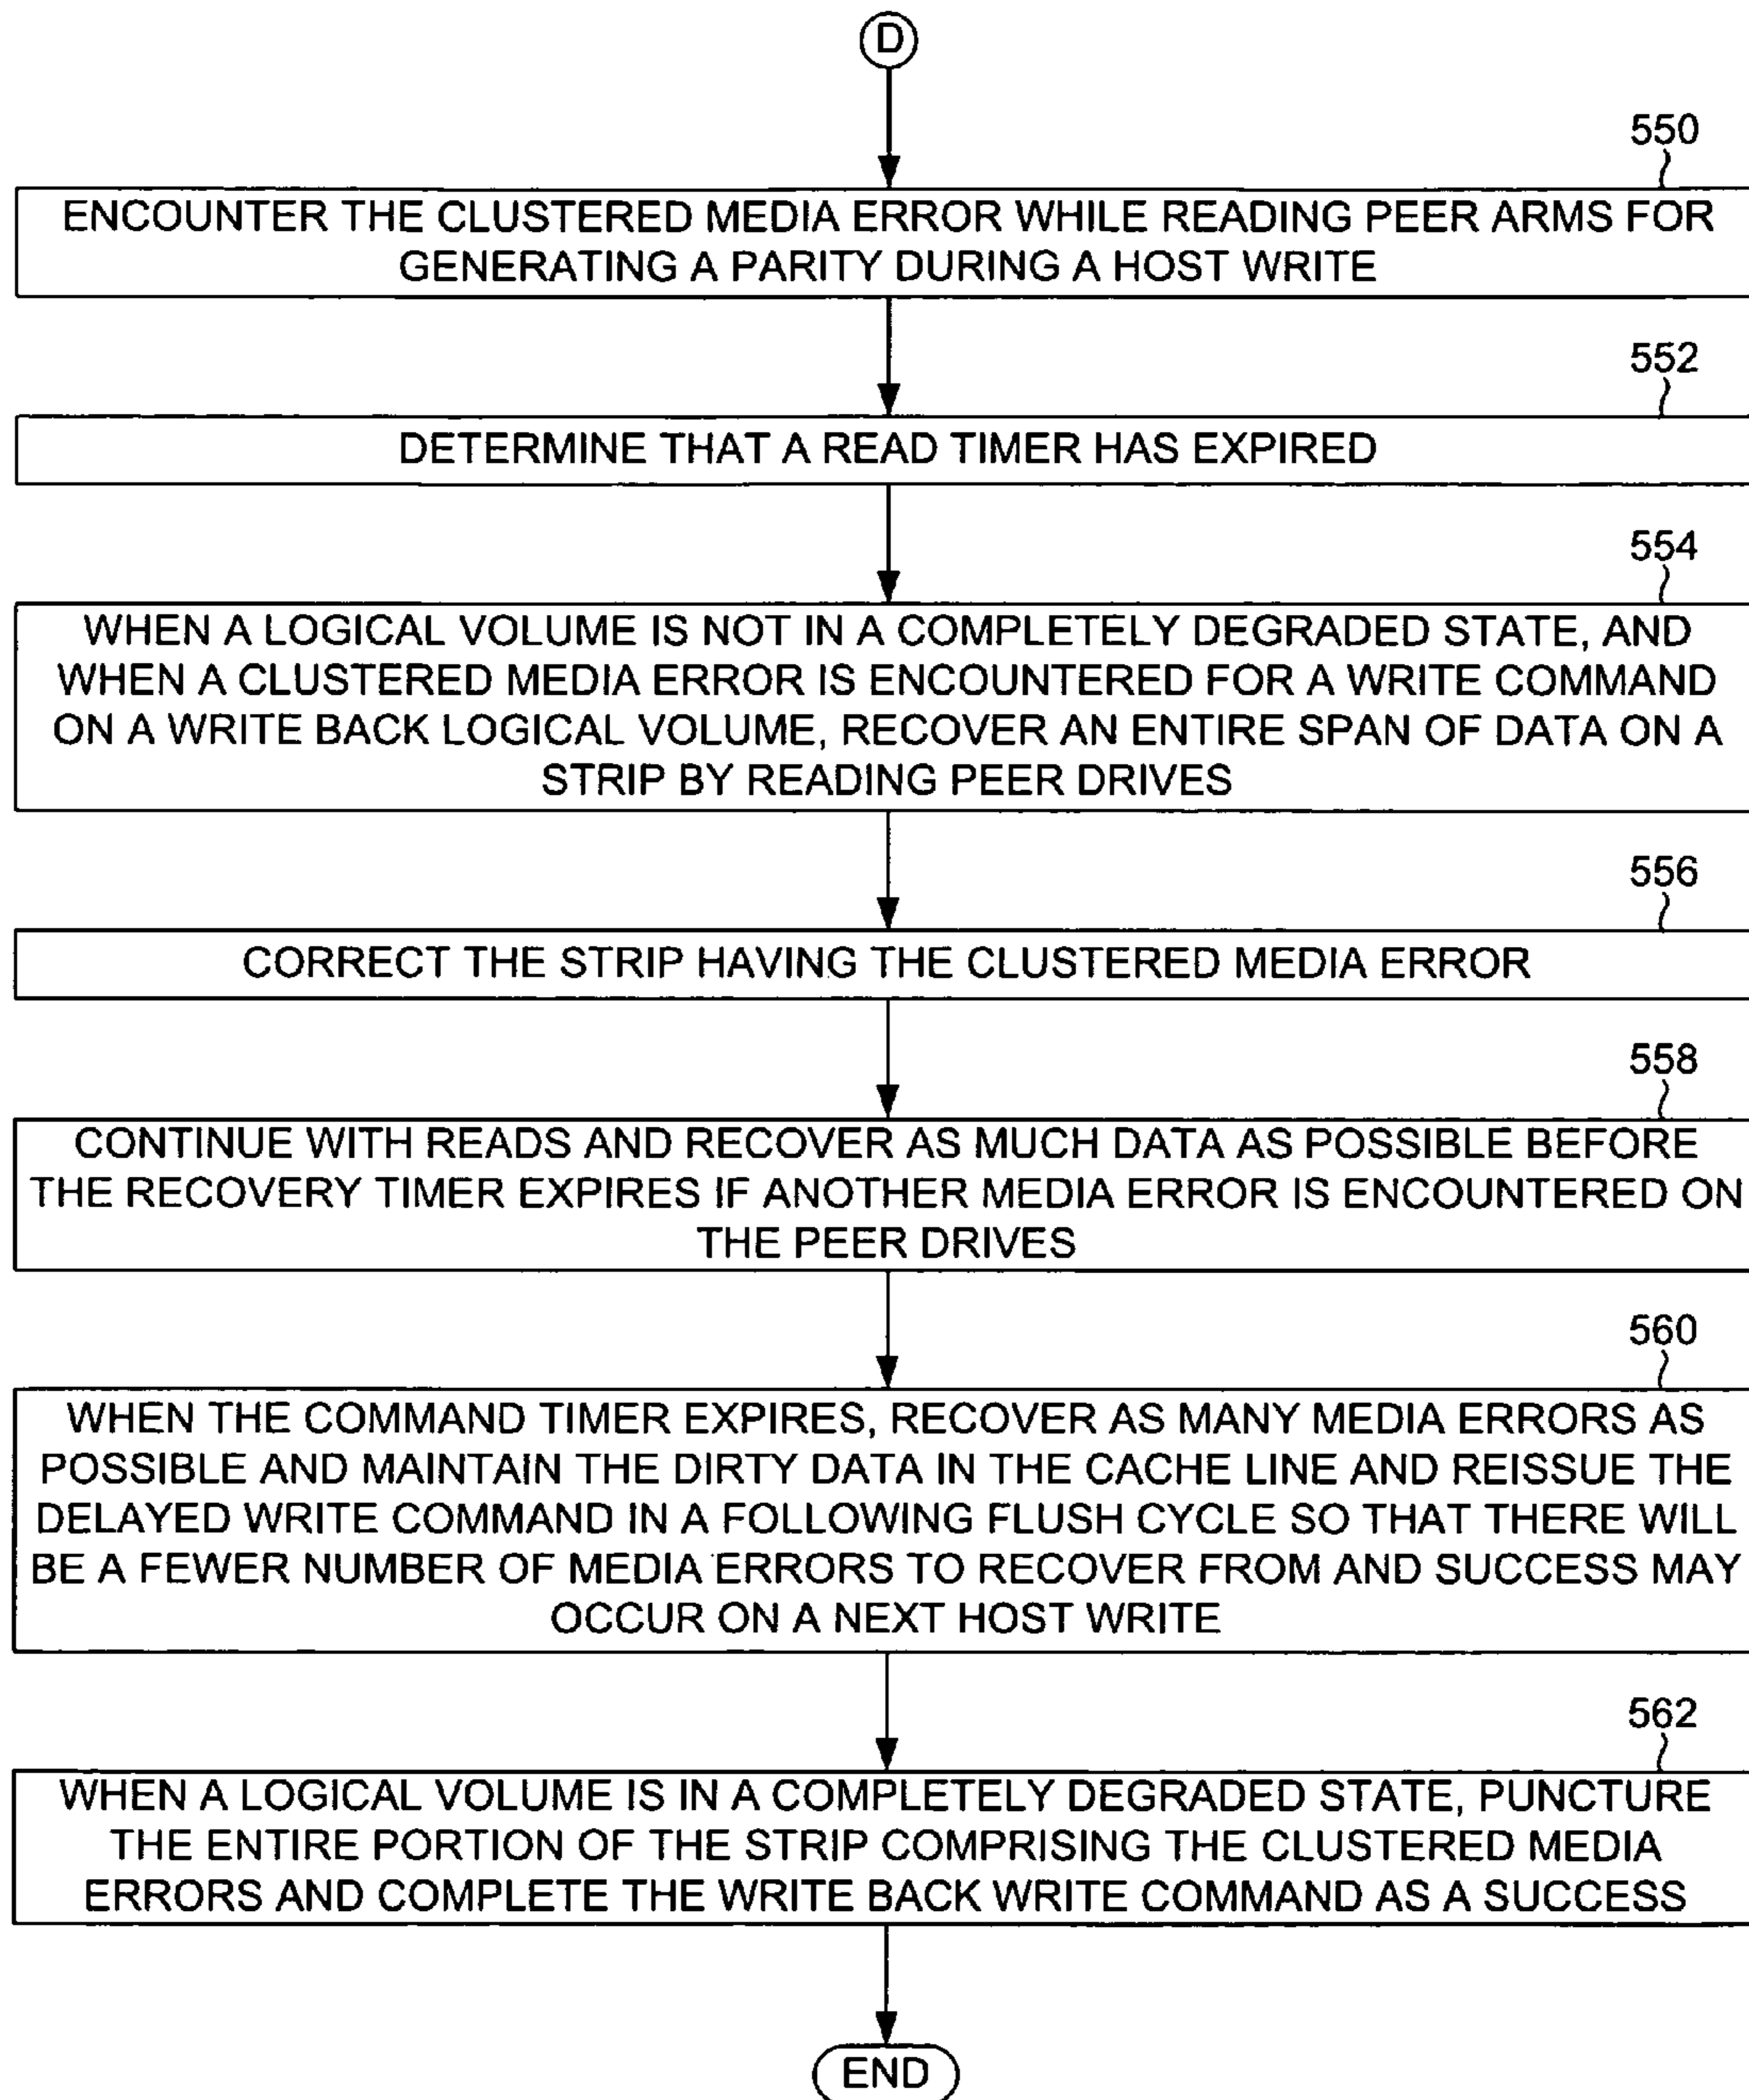 D
550
ENCOUNTER THE CLUSTERED MEDIA ERROR WHILE READING PEER ARMS FOR
GENERATING A PARITY DURING A HOST WRITE
552
DETERMINE THAT A READ TIMER HAS EXPIRED
554
WHEN A LOGICAL VOLUME IS NOT IN A COMPLETELY DEGRADED STATE, AND
WHEN A CLUSTERED MEDIA ERROR IS ENCOUNTERED FOR A WRITE COMMAND
ON A WRITE BACK LOGICAL VOLUME, RECOVER AN ENTIRE SPAN OF DATA ON A
STRIP BY READING PEER DRIVES
556
CORRECT THE STRIP HAVING THE CLUSTERED MEDIA ERROR
558
CONTINUE WITH READS AND RECOVER AS MUCH DATA AS POSSIBLE BEFORE
THE RECOVERY TIMER EXPIRES IF ANOTHER MEDIA ERROR IS ENCOUNTERED ON
THE PEER DRIVES
560
WHEN THE COMMAND TIMER EXPIRES, RECOVER AS MANY MEDIA ERRORS AS
POSSIBLE AND MAINTAIN THE DIRTY DATA IN THE CACHE LINE AND REISSUE THE
DELAYED WRITE COMMAND IN A FOLLOWING FLUSH CYCLE SO THAT THERE WILL
BE A FEWER NUMBER OF MEDIA ERRORS TO RECOVER FROM AND SUCCESS MAY
OCCUR ON A NEXT HOST WRITE
562
WHEN A LOGICAL VOLUME IS IN A COMPLETELY DEGRADED STATE, PUNCTURE
THE ENTIRE PORTION OF THE STRIP COMPRISING THE CLUSTERED MEDIA
ERRORS AND COMPLETE THE WRITE BACK WRITE COMMAND AS A SUCCESS
END